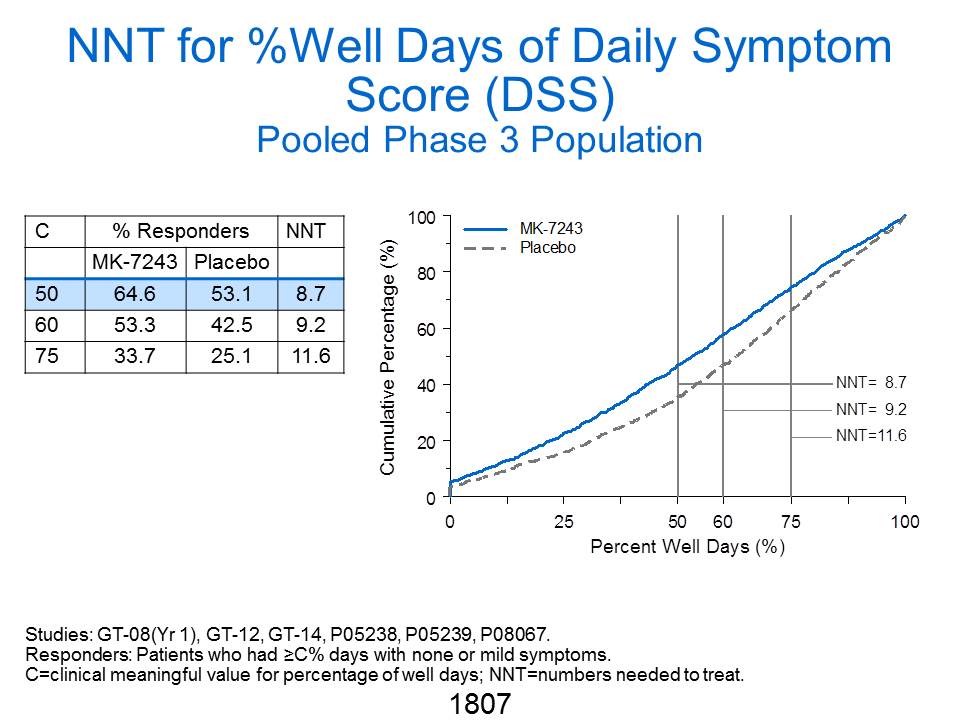 NNT for %Well Days of Daily Symptom
Score (DSS)
Pooled Phase 3 Population
C % Responders NNT
MK-7243 Placebo
50 64.6 53.1 8.7
60 53.3 42.5 9.2
75 33.7 25.1 11.6
Cumulative Percentage (%)
100
80
60
40
20
0
MK-7243
Placebo
NNT= 8.7
NNT= 9.2
NNT=11.6
0 25 50 60 75 100
Percent Well Days (%)
Studies: GT-08(Yr 1), GT-12, GT-14, P05238, P05239, P08067.
Responders: Patients who had ≥C% days with none or mild symptoms.
C=clinical meaningful value for percentage of well days; NNT=numbers needed to treat.
1807